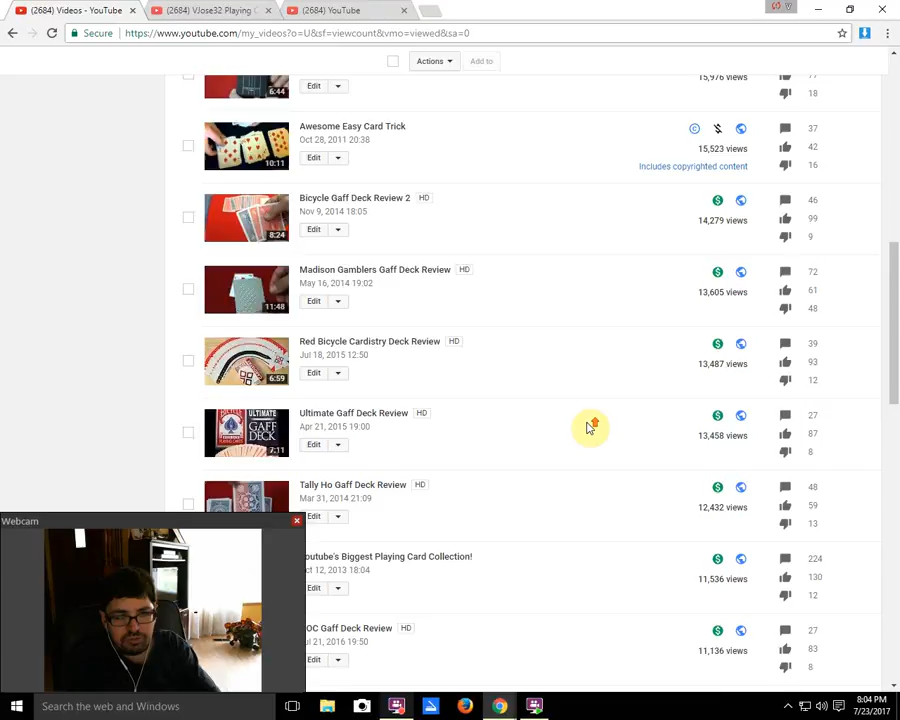 (2684) Videos - YouTube
(2684) VJose32 Playing C
(2684) YouTube
Secure
https://www.youtube.com/my_videos?o=U&sf=viewcount&vmo=viewed&sa=0
Actions
Add to
6:44
Edit
15,976 views
77
18
Awesome Easy Card Trick
Oct 28, 2011 20:38
10:11
Edit
15,523 views
Includes copyrighted content
37
42
16
Bicycle Gaff Deck Review 2 HD
Nov 9, 2014 18:05
8:24
Edit
14,279 views
46
99
9
Madison Gamblers Gaff Deck Review HD
May 16, 2014 19:02
11:48
Edit
13,605 views
72
61
48
Red Bicycle Cardistry Deck Review HD
Jul 18, 2015 12:50
6:59
Edit
13,487 views
39
93
12
Ultimate Gaff Deck Review HD
Apr 21, 2015 19:00
ULTIMATE
GAFF
DECK
7:11
Edit
13,458 views
27
87
8
Tally Ho Gaff Deck Review HD
Mar 31, 2014 21:09
Edit
12,432 views
48
59
13
outube's Biggest Playing Card Collection!
ct 12, 2013 18:04
Edit
11,536 views
224
130
12
OC Gaff Deck Review HD
ul 21, 2016 19:50
Edit
11,136 views
27
83
8
Webcam
Search the web and Windows
8:04 PM
7/23/2017